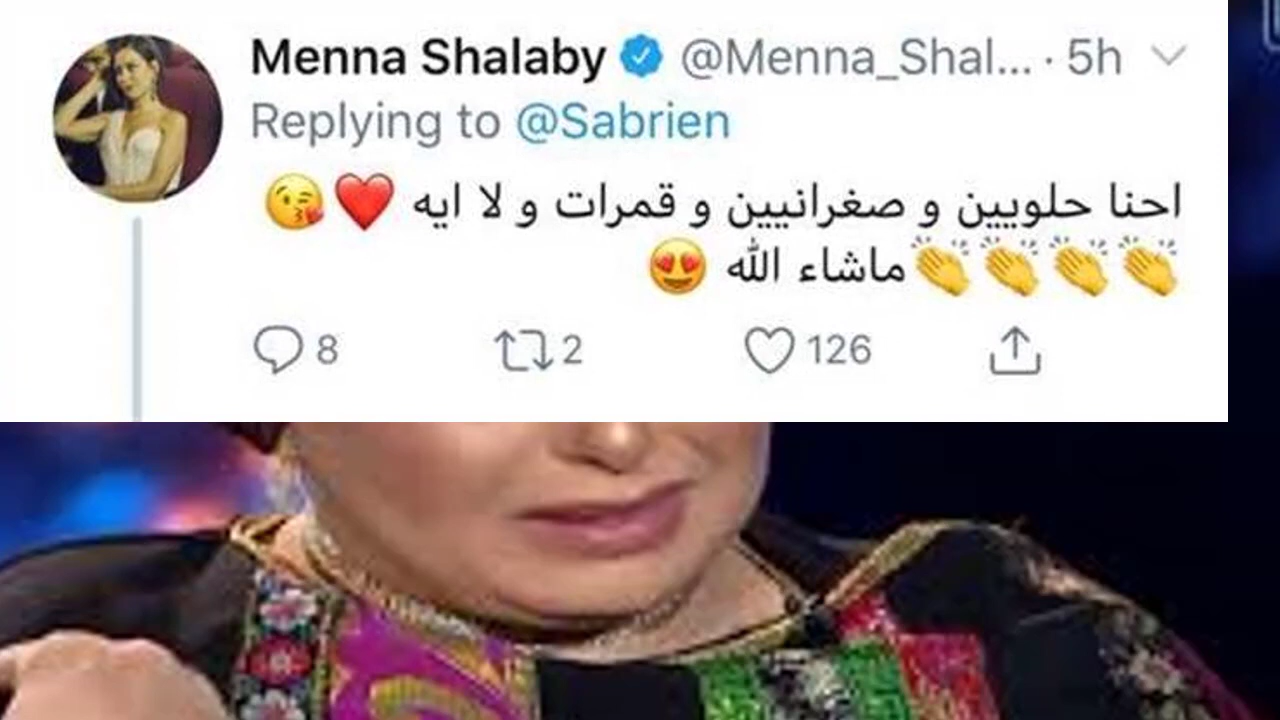 Menna Shalaby @Menna_Shal... · 5h
Replying to @Sabrien
احنا حلويين و صغرانيين و قمرات و لا ايه ❤️😘
👏👏👏👏ماشاء الله 😍
8 2 126